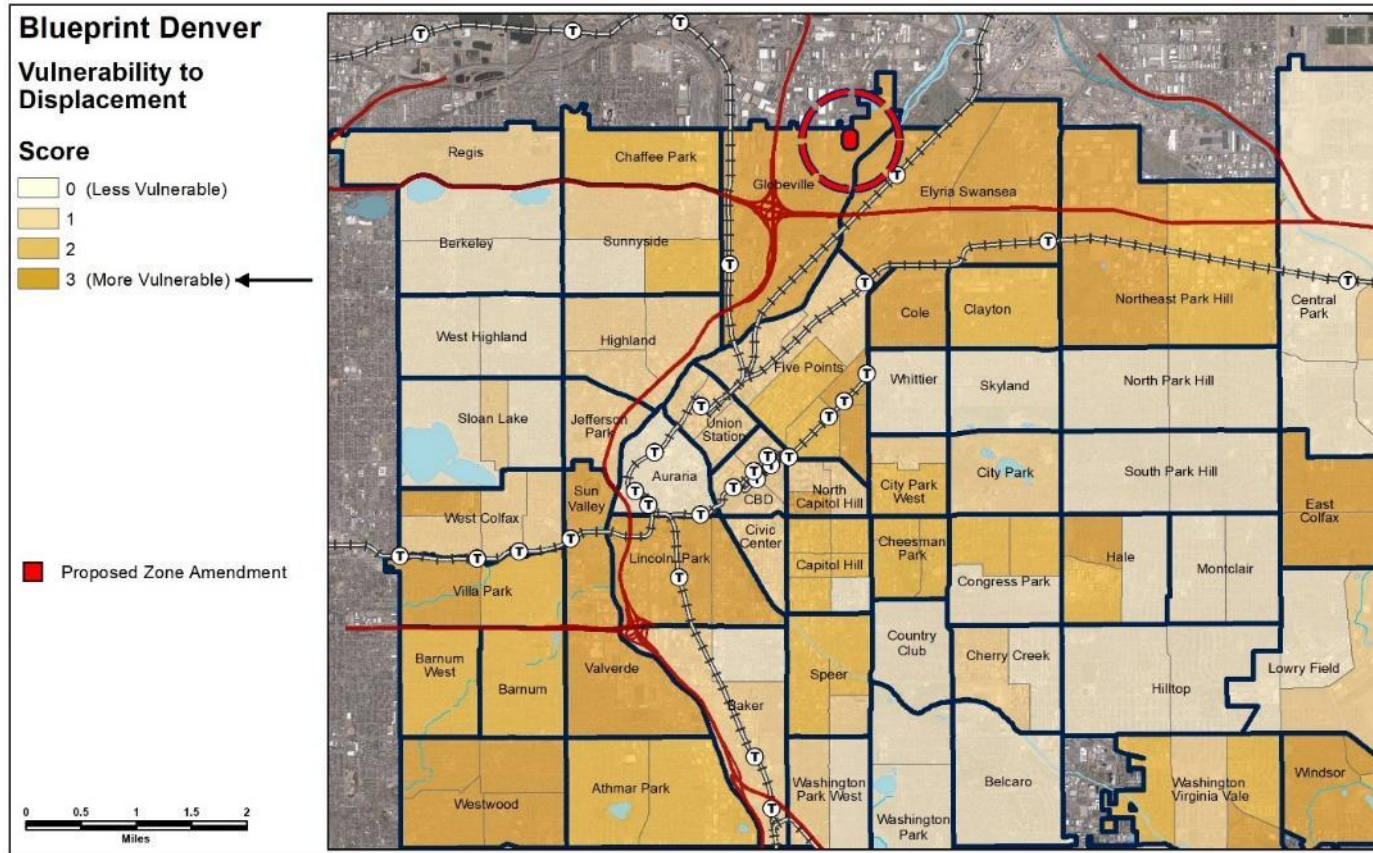 Blueprint Denver
Vulnerability to
Displacement
Score
0 (Less Vulnerable)
1
2
3 (More Vulnerable)
Proposed Zone Amendment
0 0.5 1 1.5 2
Miles
T
T
T
Regis
Chaffee Park
Globeville
T
Elyria Swansea
Berkeley
Sunnyside
T
T
T
T
Northeast Park Hill
Central
Park
Cole
Clayton
West Highland
Highland
Five Points
T
Whittier
Skyland
North Park Hill
Sloan Lake
Jefferson
Park
T
Union
Station
T
T
T
Auraria
T
T
T
T
T
T
T
T
CBD
North
Capitol Hill
City Park
West
City Park
South Park Hill
Sun
Valley
West Colfax
East
Colfax
T
T
T
T
T
Civic
Center
Lincoln Park
T
Capitol Hill
Cheesman
Park
Congress Park
Hale
Montclair
Villa Park
Barnum
West
Barnum
Valverde
Baker
Speer
Country
Club
Cherry Creek
Hilltop
Lowry Field
T
T
Westwood
Athmar Park
Washington
Park West
Washington
Park
Belcaro
Washington
Virginia Vale
Windsor